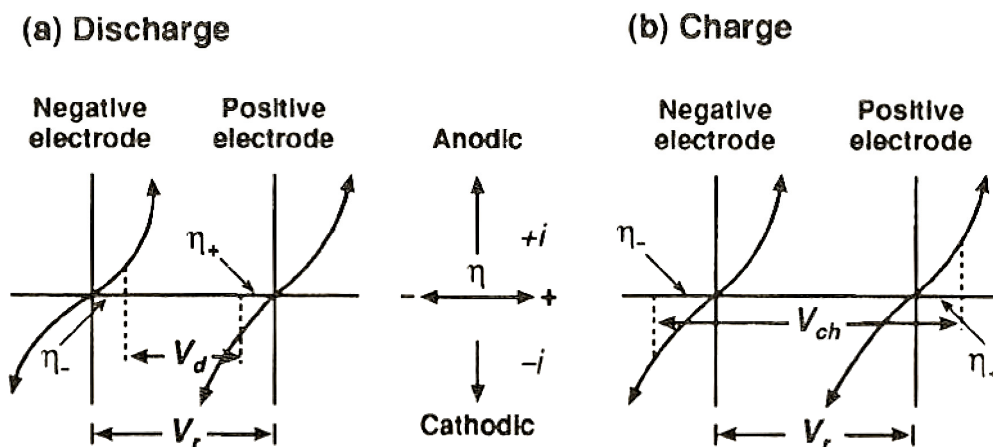 (a) Discharge
(b) Charge
Negative electrode
Positive electrode
Anodic
Negative electrode
Positive electrode
η₊
+i
η
- +
η₋
V_d
-i
Cathodic
V_r
η₋
V_ch
η₊
V_r